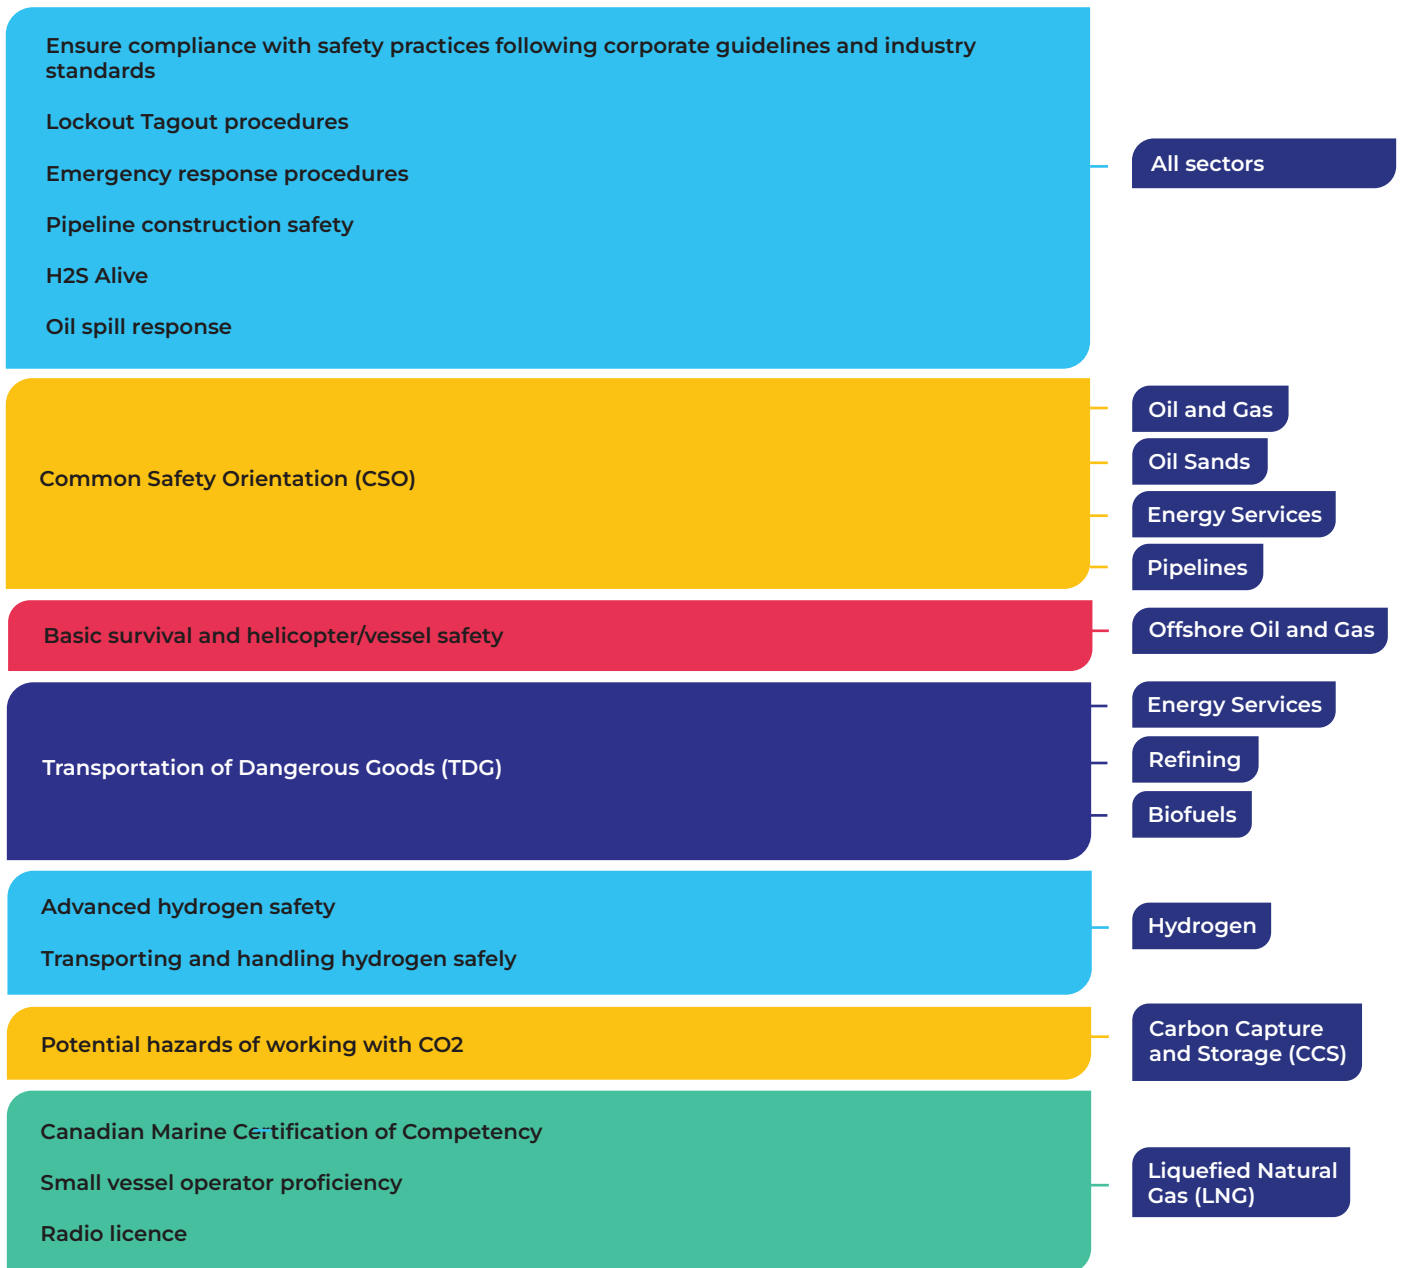 Ensure compliance with safety practices following corporate guidelines and industry
standards
Lockout Tagout procedures
Emergency response procedures
Pipeline construction safety
H2S Alive
Oil spill response
All sectors
Common Safety Orientation (CSO)
Oil and Gas
Oil Sands
Energy Services
Pipelines
Basic survival and helicopter/vessel safety
Offshore Oil and Gas
Transportation of Dangerous Goods (TDG)
Energy Services
Refining
Biofuels
Advanced hydrogen safety
Transporting and handling hydrogen safely
Hydrogen
Potential hazards of working with CO2
Carbon Capture
and Storage (CCS)
Canadian Marine Certification of Competency
Small vessel operator proficiency
Radio licence
Liquefied Natural
Gas (LNG)